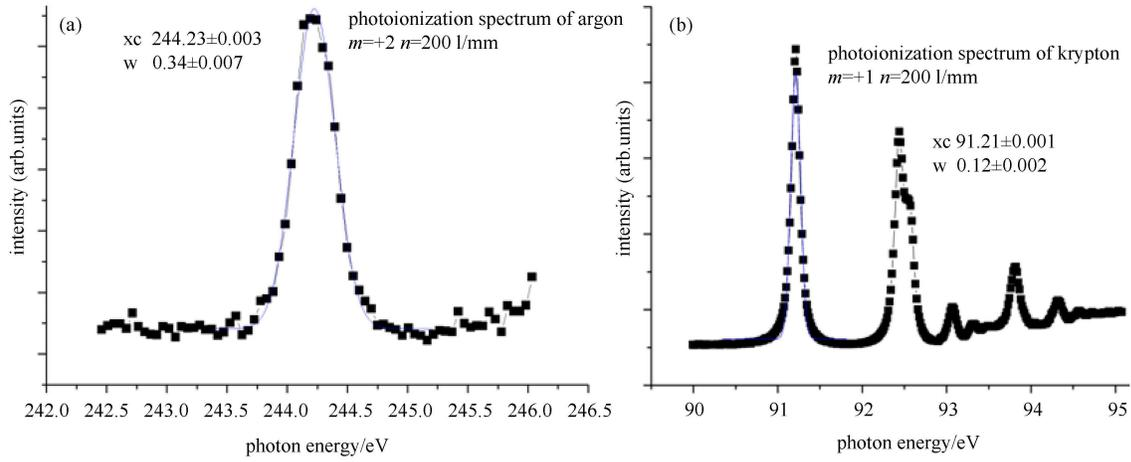 (a)
photoionization spectrum of argon
m=+2 n=200 l/mm
xc 244.23±0.003
w 0.34±0.007
intensity (arb.units)
242.0 242.5 243.0 243.5 244.0 244.5 245.0 245.5 246.0 246.5
photon energy/eV
(b)
photoionization spectrum of krypton
m=+1 n=200 l/mm
xc 91.21±0.001
w 0.12±0.002
intensity (arb.units)
90 91 92 93 94 95
photon energy/eV